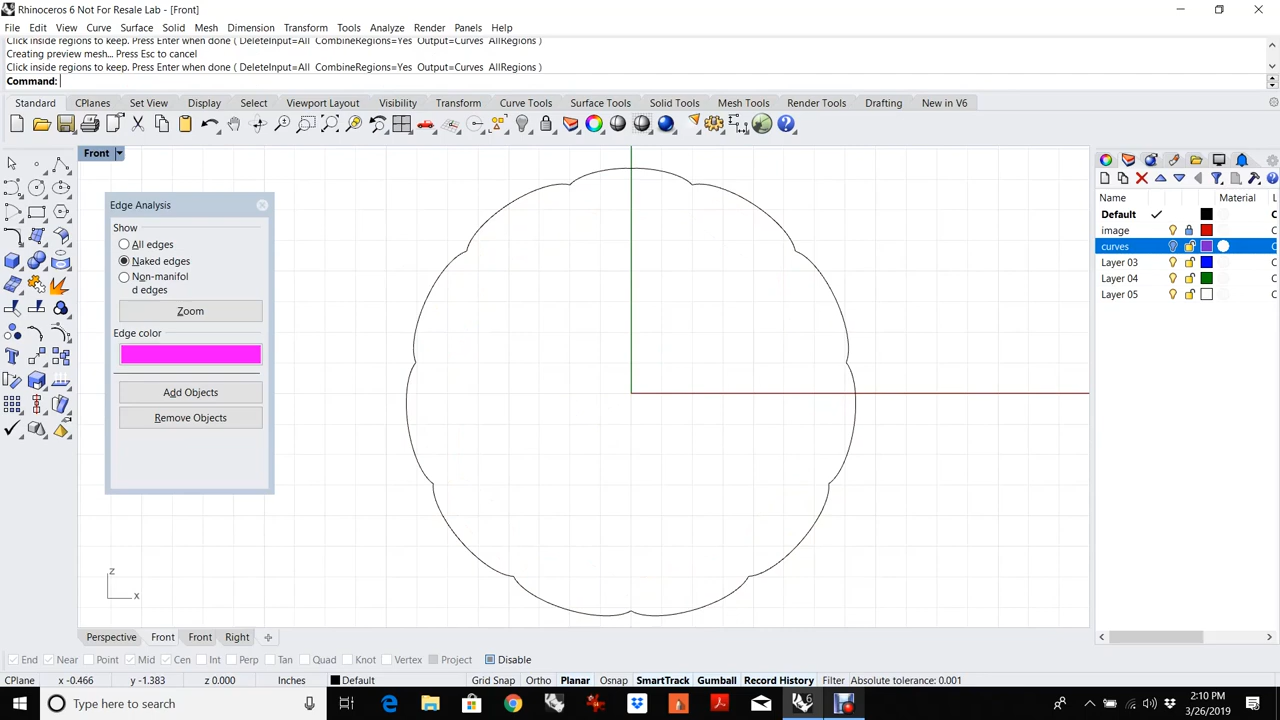 Rhinoceros 6 Not For Resale Lab - [Front]
File Edit View Curve Surface Solid Mesh Dimension Transform Tools Analyze Render Panels Help
Click inside regions to keep. Press Enter when done ( DeleteInput=All CombineRegions=Yes Output=Curves AllRegions )
Creating preview mesh... Press Esc to cancel
Click inside regions to keep. Press Enter when done ( DeleteInput=All CombineRegions=Yes Output=Curves AllRegions )
Command:
Standard CPlanes Set View Display Select Viewport Layout Visibility Transform Curve Tools Surface Tools Solid Tools Mesh Tools Render Tools Drafting New in V6
Front
Edge Analysis
Show
All edges
Naked edges
Non-manifol
d edges
Zoom
Edge color
Add Objects
Remove Objects
Name Material L
Default C
image C
curves C
Layer 03 C
Layer 04 C
Layer 05 C
z
x
Perspective Front Front Right
End Near Point Mid Cen Int Perp Tan Quad Knot Vertex Project Disable
CPlane x -0.466 y -1.383 z 0.000 Inches Default Grid Snap Ortho Planar Osnap SmartTrack Gumball Record History Filter Absolute tolerance: 0.001
Type here to search
2:10 PM
3/26/2019